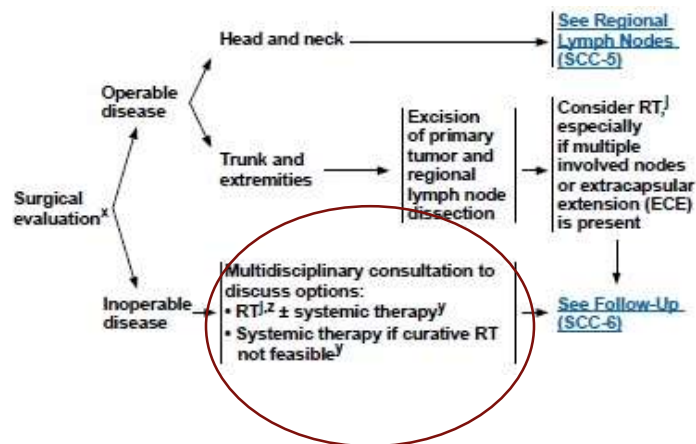 Head and neck
See Regional
Lymph Nodes
(SCC-5)
Operable
disease
Trunk and
extremities
Excision
of primary
tumor and
regional
lymph node
dissection
Consider RT,j
especially
if multiple
involved nodes
or extracapsular
extension (ECE)
is present
Surgical
evaluationx
Inoperable
disease
Multidisciplinary consultation to
discuss options:
• RTj,z ± systemic therapyy
• Systemic therapy if curative RT
not feasibley
See Follow-Up
(SCC-6)